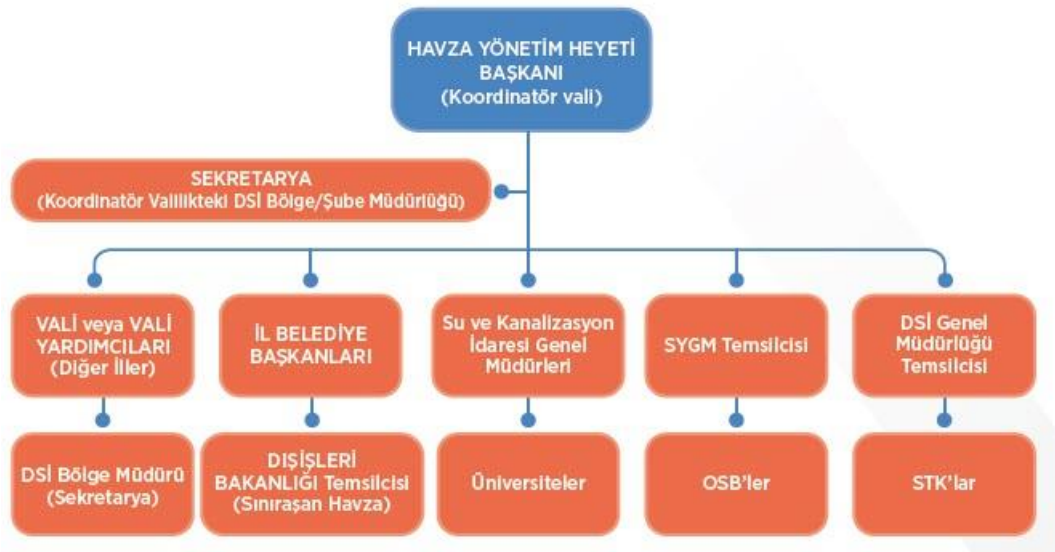 HAVZA YÖNETİM HEYETİ
BAŞKANI
(Koordinatör vali)
SEKRETARYA
(Koordinatör Valilikteki DSİ Bölge/Şube Müdürlüğü)
VALİ veya VALİ
YARDIMCILARI
(Diğer İller)
İL BELEDİYE
BAŞKANLARI
Su ve Kanalizasyon
İdaresi Genel
Müdürleri
SYGM Temsilcisi
DSİ Genel
Müdürlüğü
Temsilcisi
DSİ Bölge Müdürü
(Sekretarya)
DIŞİŞLERİ
BAKANLIĞI Temsilcisi
(Sınıraşan Havza)
Üniversiteler
OSB'ler
STK'lar